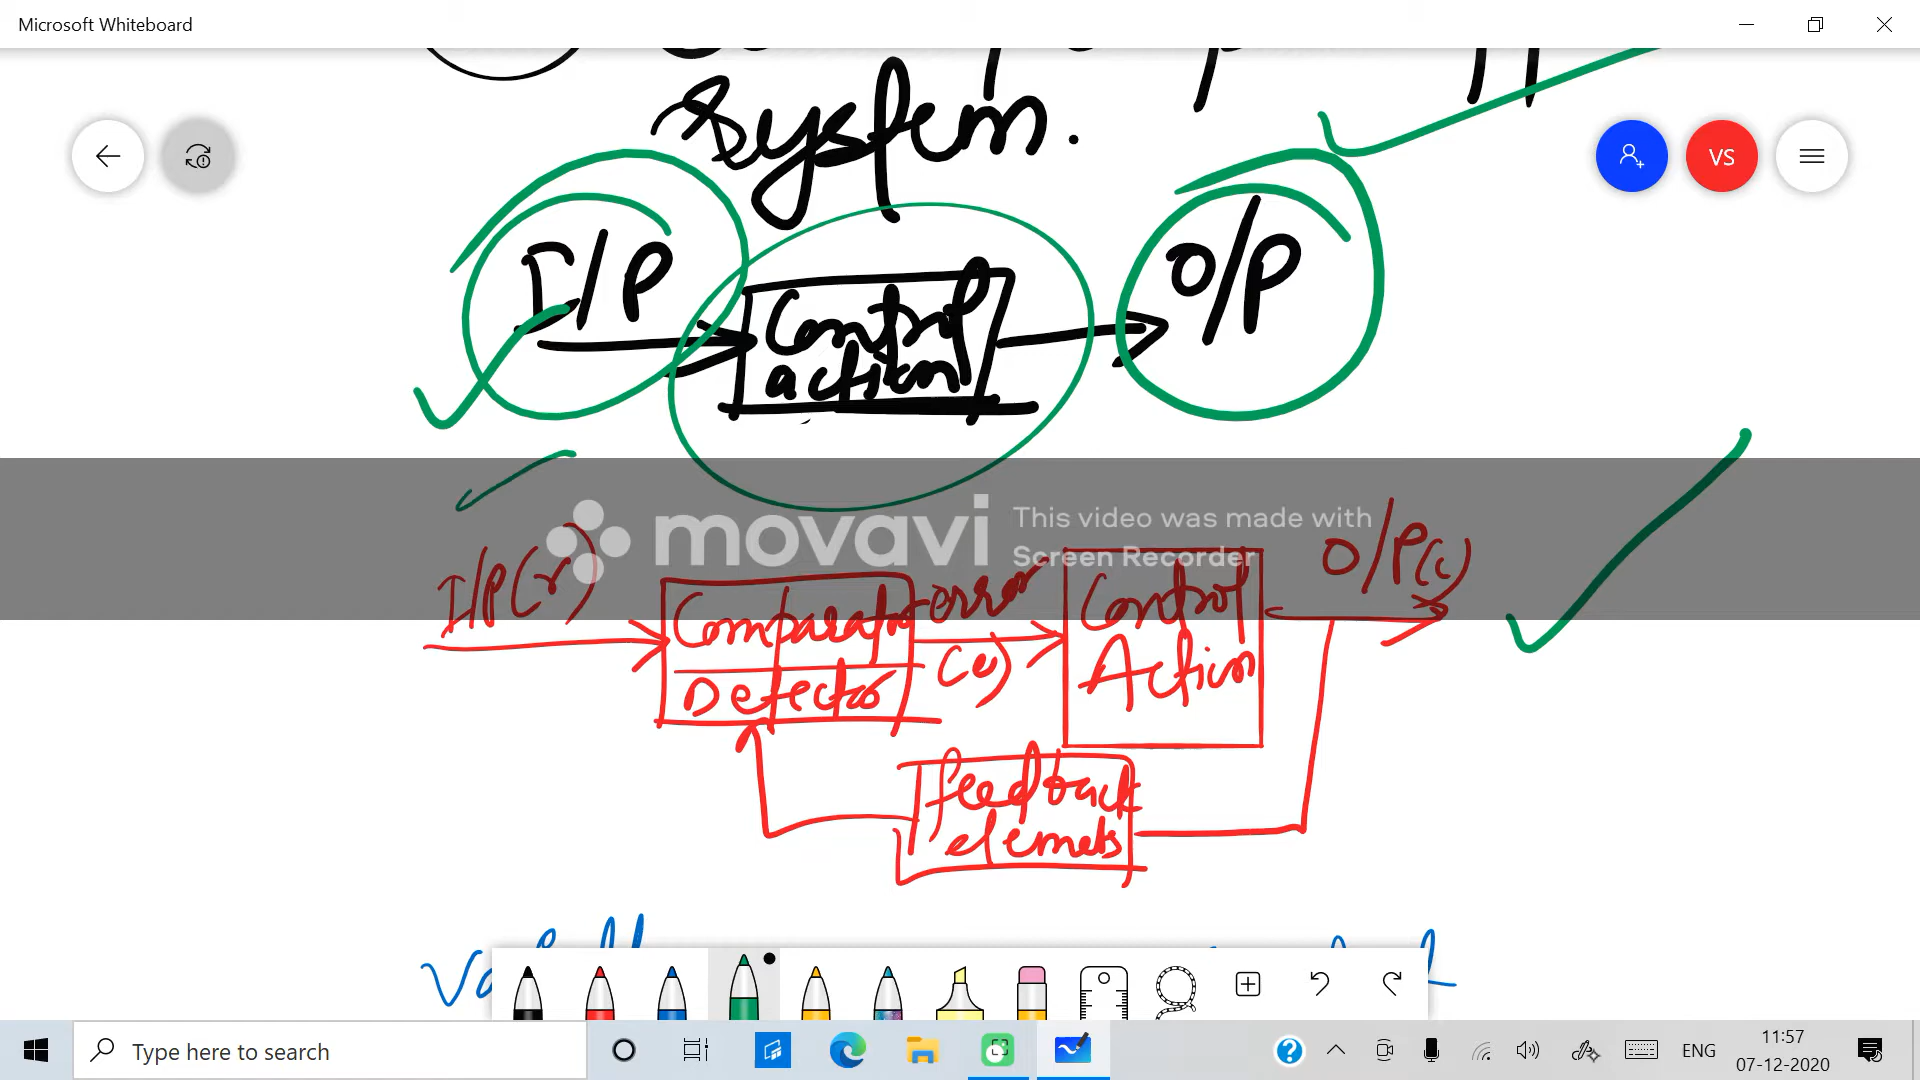 Microsoft Whiteboard
system.
VS
I/P
O/P
Control
action
movavi
This video was made with
Screen Recorder
I/P(r)
Comparator
Detector
error
(e)
Control
Action
O/P(c)
feedback
elemets
Type here to search
ENG
11:57
07-12-2020